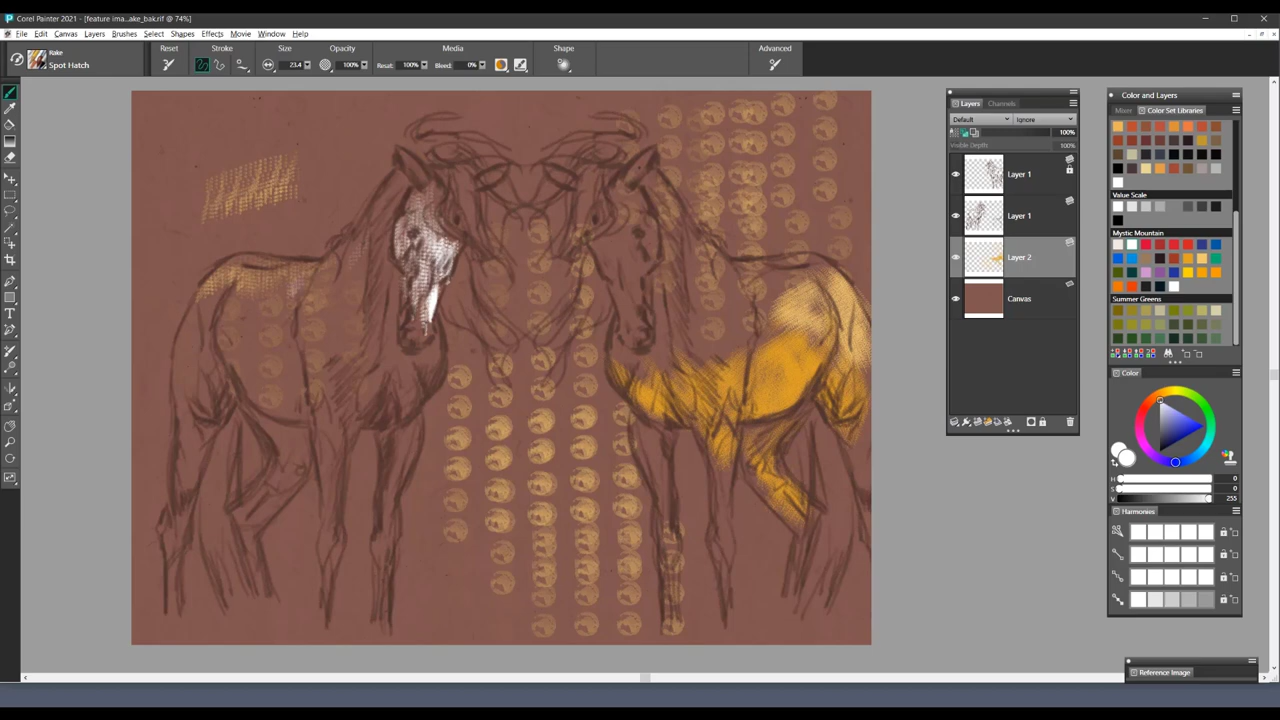 Corel Painter 2021 - [feature ima...ake_bak.rif @ 74%]
File Edit Canvas Layers Brushes Select Shapes Effects Movie Window Help
Rake
Spot Hatch
Reset Stroke Size Opacity Media Shape Advanced
23.4 100% Resat: 100% Bleed: 0%
Layers Channels
Default Ignore
100%
Visible Depth 100%
Layer 1
Layer 1
Layer 2
Canvas
Color and Layers
Mixer Color Set Libraries
Value Scale
Mystic Mountain
Summer Greens
Color
H 0
S 0
V 255
Harmonies
Reference Image